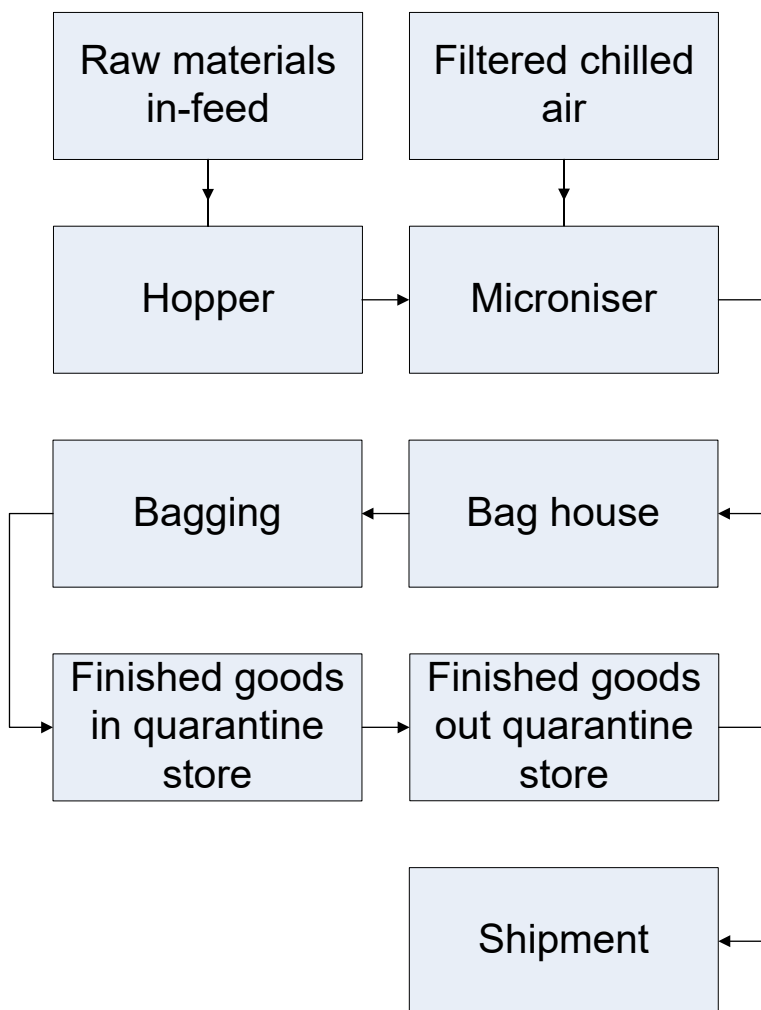 Raw materials
in-feed
Filtered chilled
air
Hopper
Microniser
Bagging
Bag house
Finished goods
in quarantine
store
Finished goods
out quarantine
store
Shipment